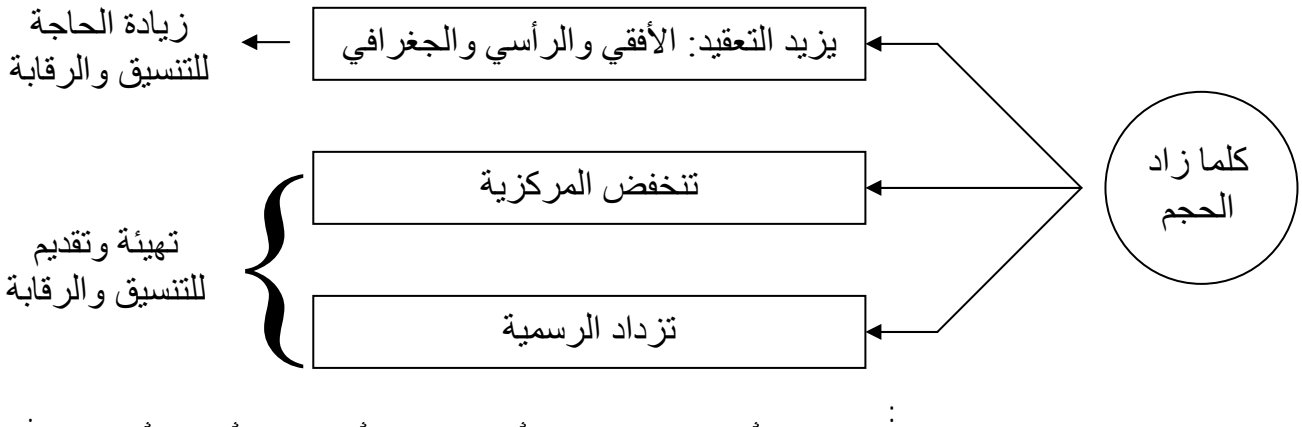 كلما زاد
الحجم
يزيد التعقيد: الأفقي والرأسي والجغرافي
زيادة الحاجة
للتنسيق والرقابة
تنخفض المركزية
تزداد الرسمية
تهيئة وتقديم
للتنسيق والرقابة